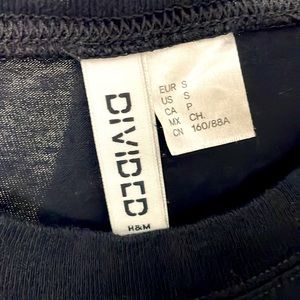 DIVIDED
H&M
EUR S
US S
CA P
MX CH.
CN 160/88A